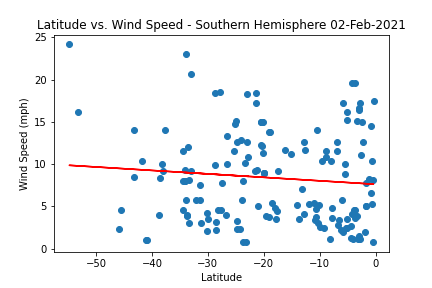 Latitude vs. Wind Speed - Southern Hemisphere 02-Feb-2021
25
20
15
10
5
0
Wind Speed (mph)
−50 −40 −30 −20 −10 0
Latitude